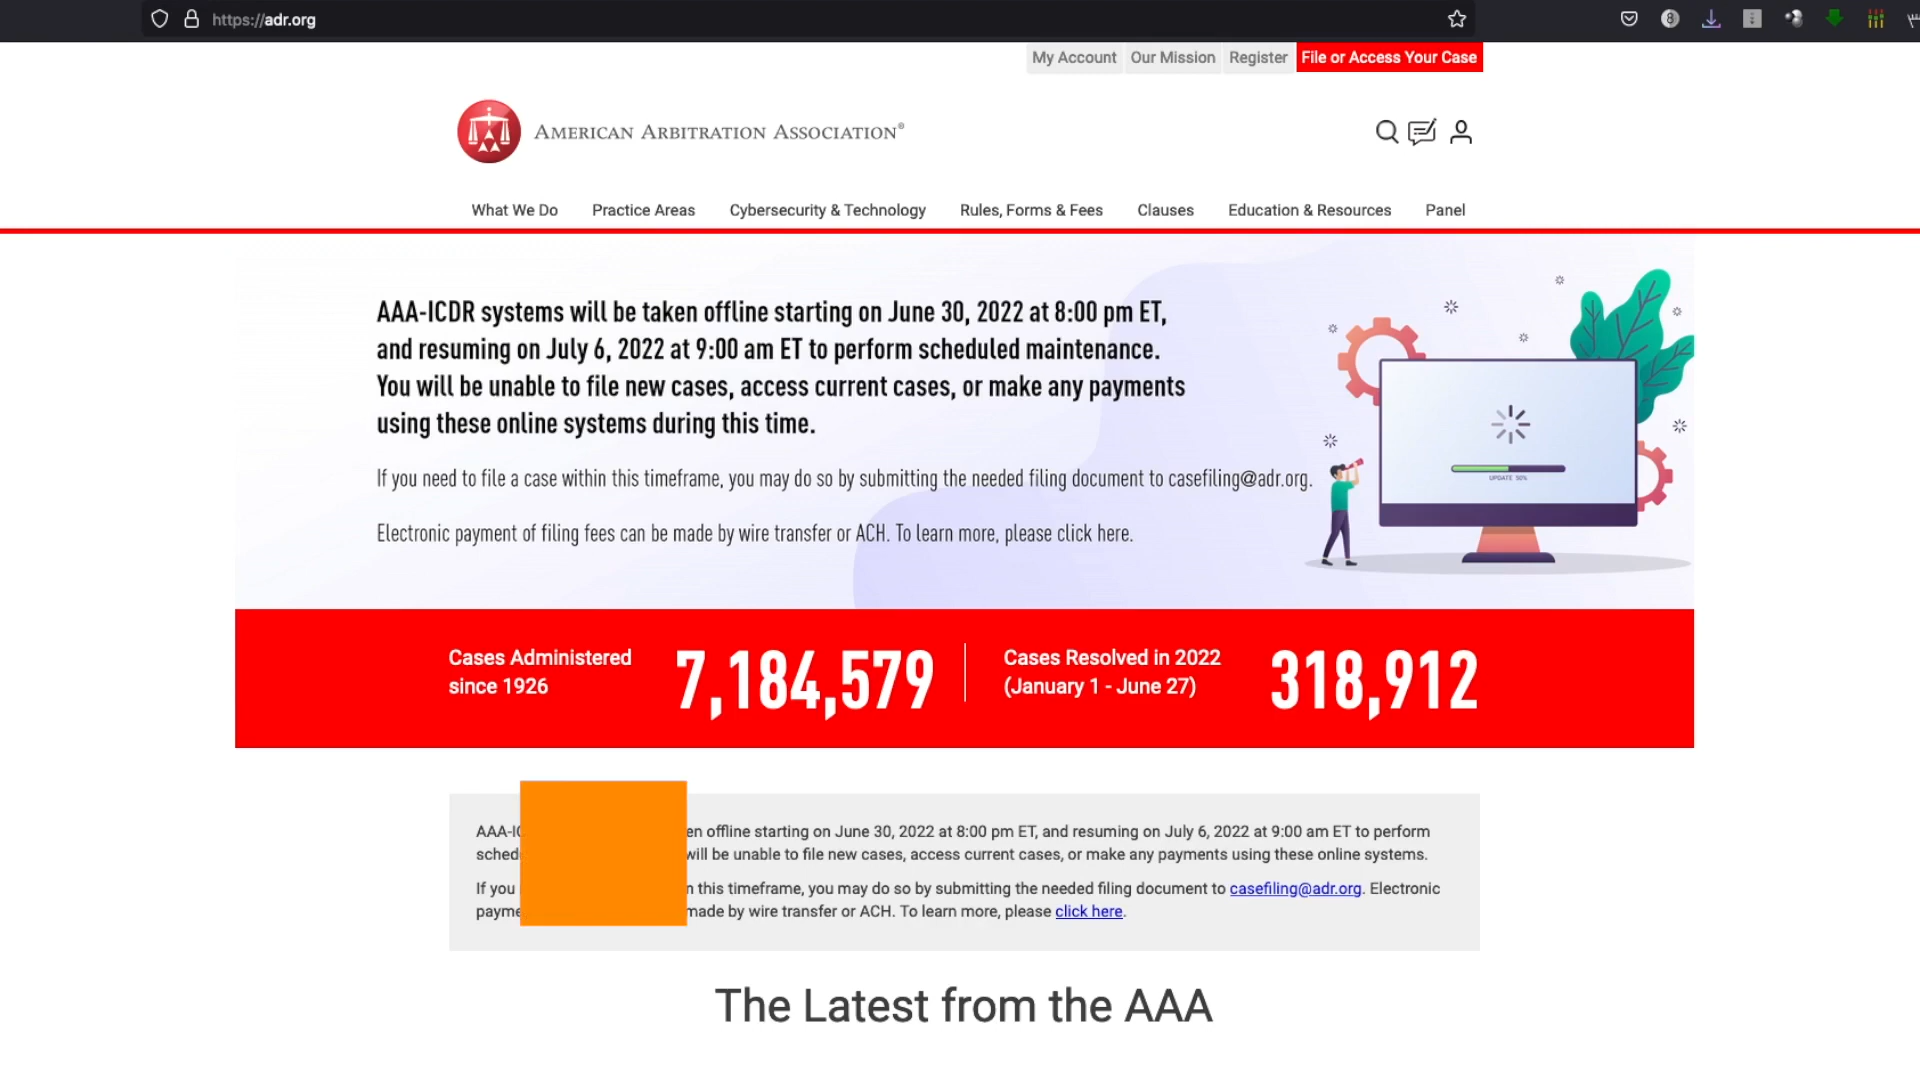 https://adr.org
My Account Our Mission Register File or Access Your Case
AMERICAN ARBITRATION ASSOCIATION®
What We Do Practice Areas Cybersecurity & Technology Rules, Forms & Fees Clauses Education & Resources Panel
AAA-ICDR systems will be taken offline starting on June 30, 2022 at 8:00 pm ET,
and resuming on July 6, 2022 at 9:00 am ET to perform scheduled maintenance.
You will be unable to file new cases, access current cases, or make any payments
using these online systems during this time.
If you need to file a case within this timeframe, you may do so by submitting the needed filing document to casefiling@adr.org.
Electronic payment of filing fees can be made by wire transfer or ACH. To learn more, please click here.
UPDATE 50%
Cases Administered
since 1926
7,184,579
Cases Resolved in 2022
(January 1 - June 27)
318,912
offline starting on June 30, 2022 at 8:00 pm ET, and resuming on July 6, 2022 at 9:00 am ET to perform
will be unable to file new cases, access current cases, or make any payments using these online systems.
If you this timeframe, you may do so by submitting the needed filing document to casefiling@adr.org. Electronic
made by wire transfer or ACH. To learn more, please click here.
The Latest from the AAA